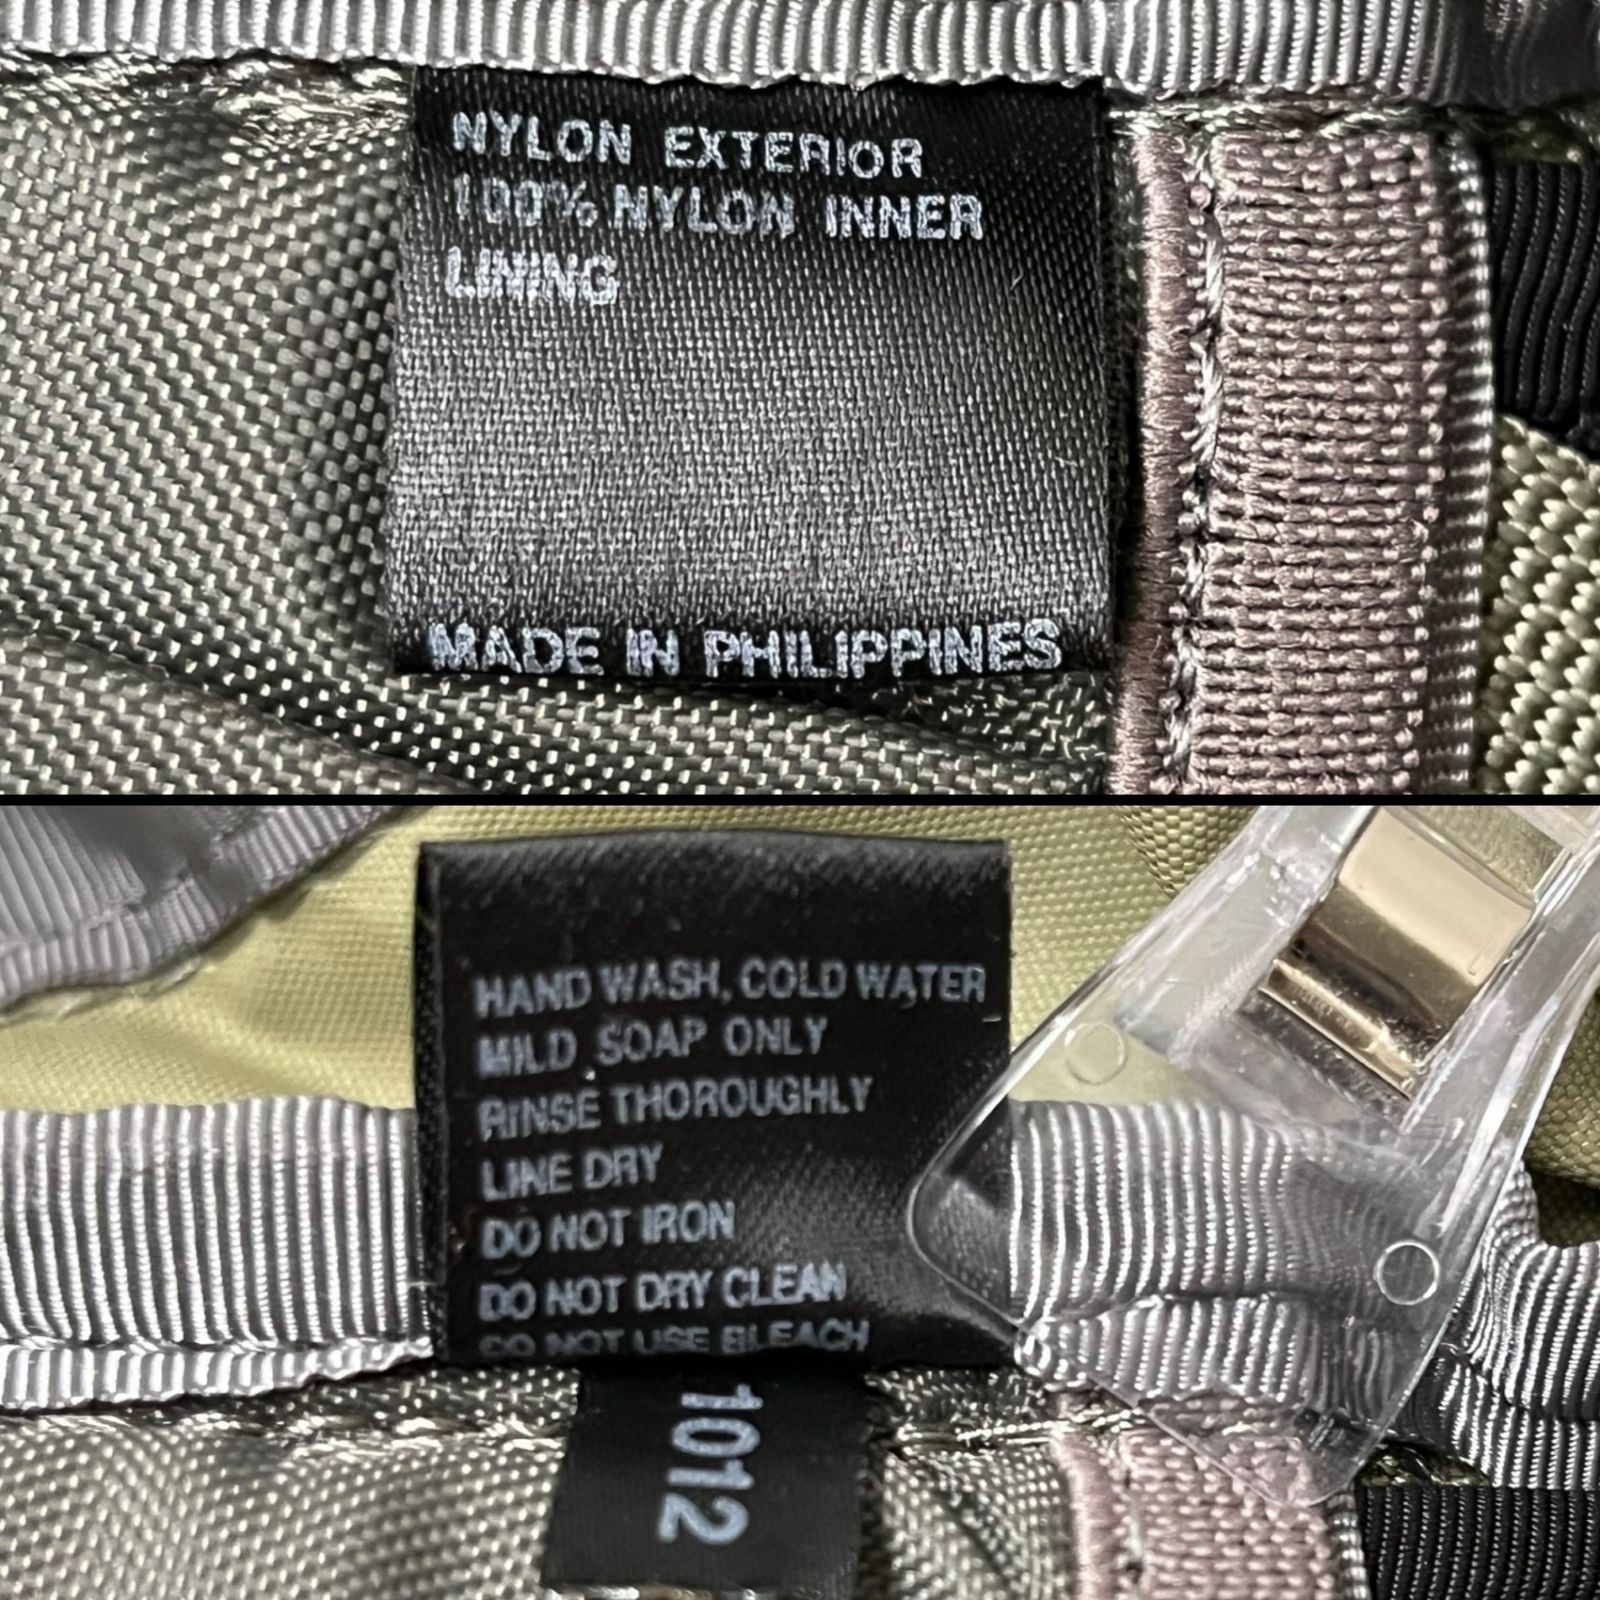 NYLON EXTERIOR
100% NYLON INNER
LINING
MADE IN PHILIPPINES
HAND WASH, COLD WATER
MILD SOAP ONLY
RINSE THOROUGHLY
LINE DRY
DO NOT IRON
DO NOT DRY CLEAN
DO NOT USE BLEACH
1012